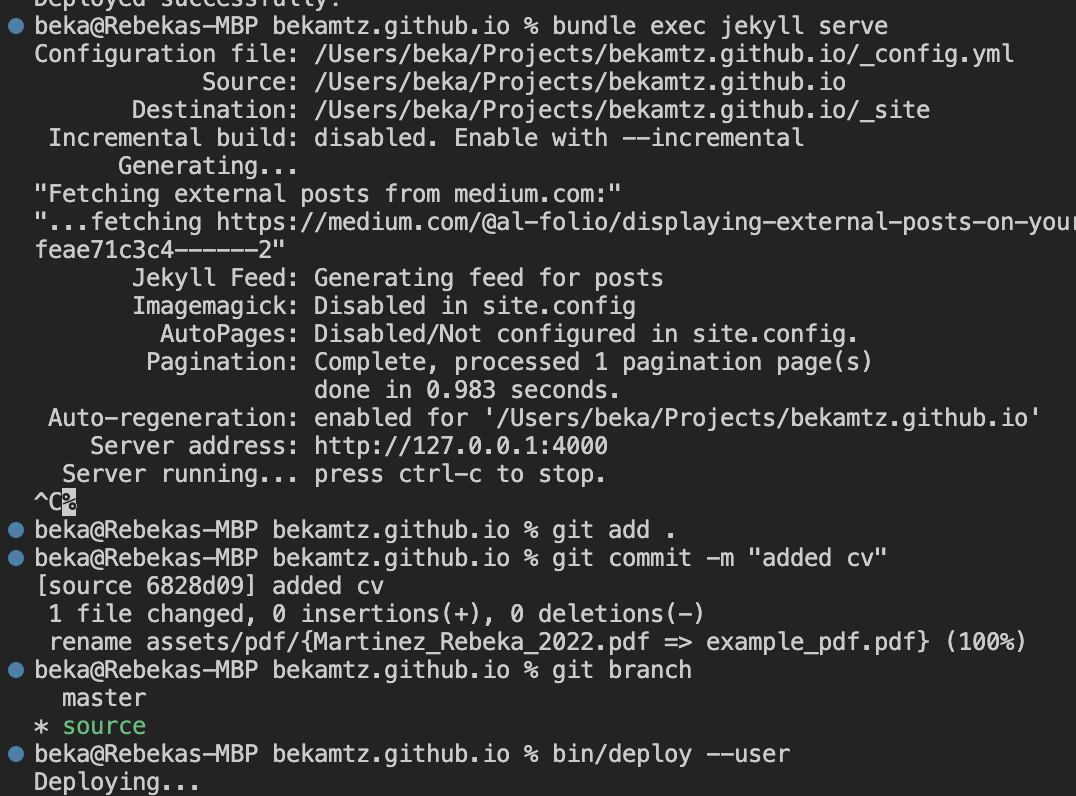 Deployed successfully!
beka@Rebekas-MBP bekamtz.github.io % bundle exec jekyll serve
Configuration file: /Users/beka/Projects/bekamtz.github.io/_config.yml
Source: /Users/beka/Projects/bekamtz.github.io
Destination: /Users/beka/Projects/bekamtz.github.io/_site
Incremental build: disabled. Enable with --incremental
Generating...
"Fetching external posts from medium.com:"
"...fetching https://medium.com/@al-folio/displaying-external-posts-on-your
feae71c3c4------2"
Jekyll Feed: Generating feed for posts
Imagemagick: Disabled in site.config
AutoPages: Disabled/Not configured in site.config.
Pagination: Complete, processed 1 pagination page(s)
done in 0.983 seconds.
Auto-regeneration: enabled for '/Users/beka/Projects/bekamtz.github.io'
Server address: http://127.0.0.1:4000
Server running... press ctrl-c to stop.
^C%
beka@Rebekas-MBP bekamtz.github.io % git add .
beka@Rebekas-MBP bekamtz.github.io % git commit -m "added cv"
[source 6828d09] added cv
1 file changed, 0 insertions(+), 0 deletions(-)
rename assets/pdf/{Martinez_Rebeka_2022.pdf => example_pdf.pdf} (100%)
beka@Rebekas-MBP bekamtz.github.io % git branch
master
* source
beka@Rebekas-MBP bekamtz.github.io % bin/deploy --user
Deploying...